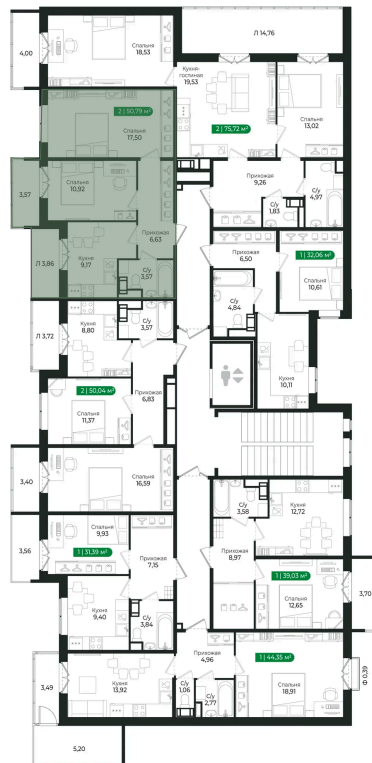 Л 14,76
4,00
Спальня
18,53
Кухня-
гостиная
19,53
2 | 75,72 м²
Спальня
13,02
2 | 50,79 м²
Спальня
17,50
Прихожая
9,26
С/у
1,83
С/у
4,97
3,57
Спальня
10,92
Прихожая
6,63
Л 3,86
Кухня
9,17
С/у
3,57
Прихожая
6,50
1 | 32,06 м²
Спальня
10,61
С/у
4,84
Л 3,72
Кухня
8,80
С/у
3,57
Кухня
10,11
2 | 50,04 м²
Спальня
11,37
Прихожая
6,83
3,40
Спальня
16,59
С/у
3,58
Кухня
12,72
3,56
Спальня
9,93
1 | 31,39 м²
Прихожая
7,15
Прихожая
8,97
1 | 39,03 м²
Спальня
12,65
3,70
Кухня
9,40
С/у
3,84
Прихожая
4,96
1 | 44,35 м²
3,49
Кухня
13,92
С/у
1,06
С/у
2,77
Спальня
18,91
Ф 0,39
5,20